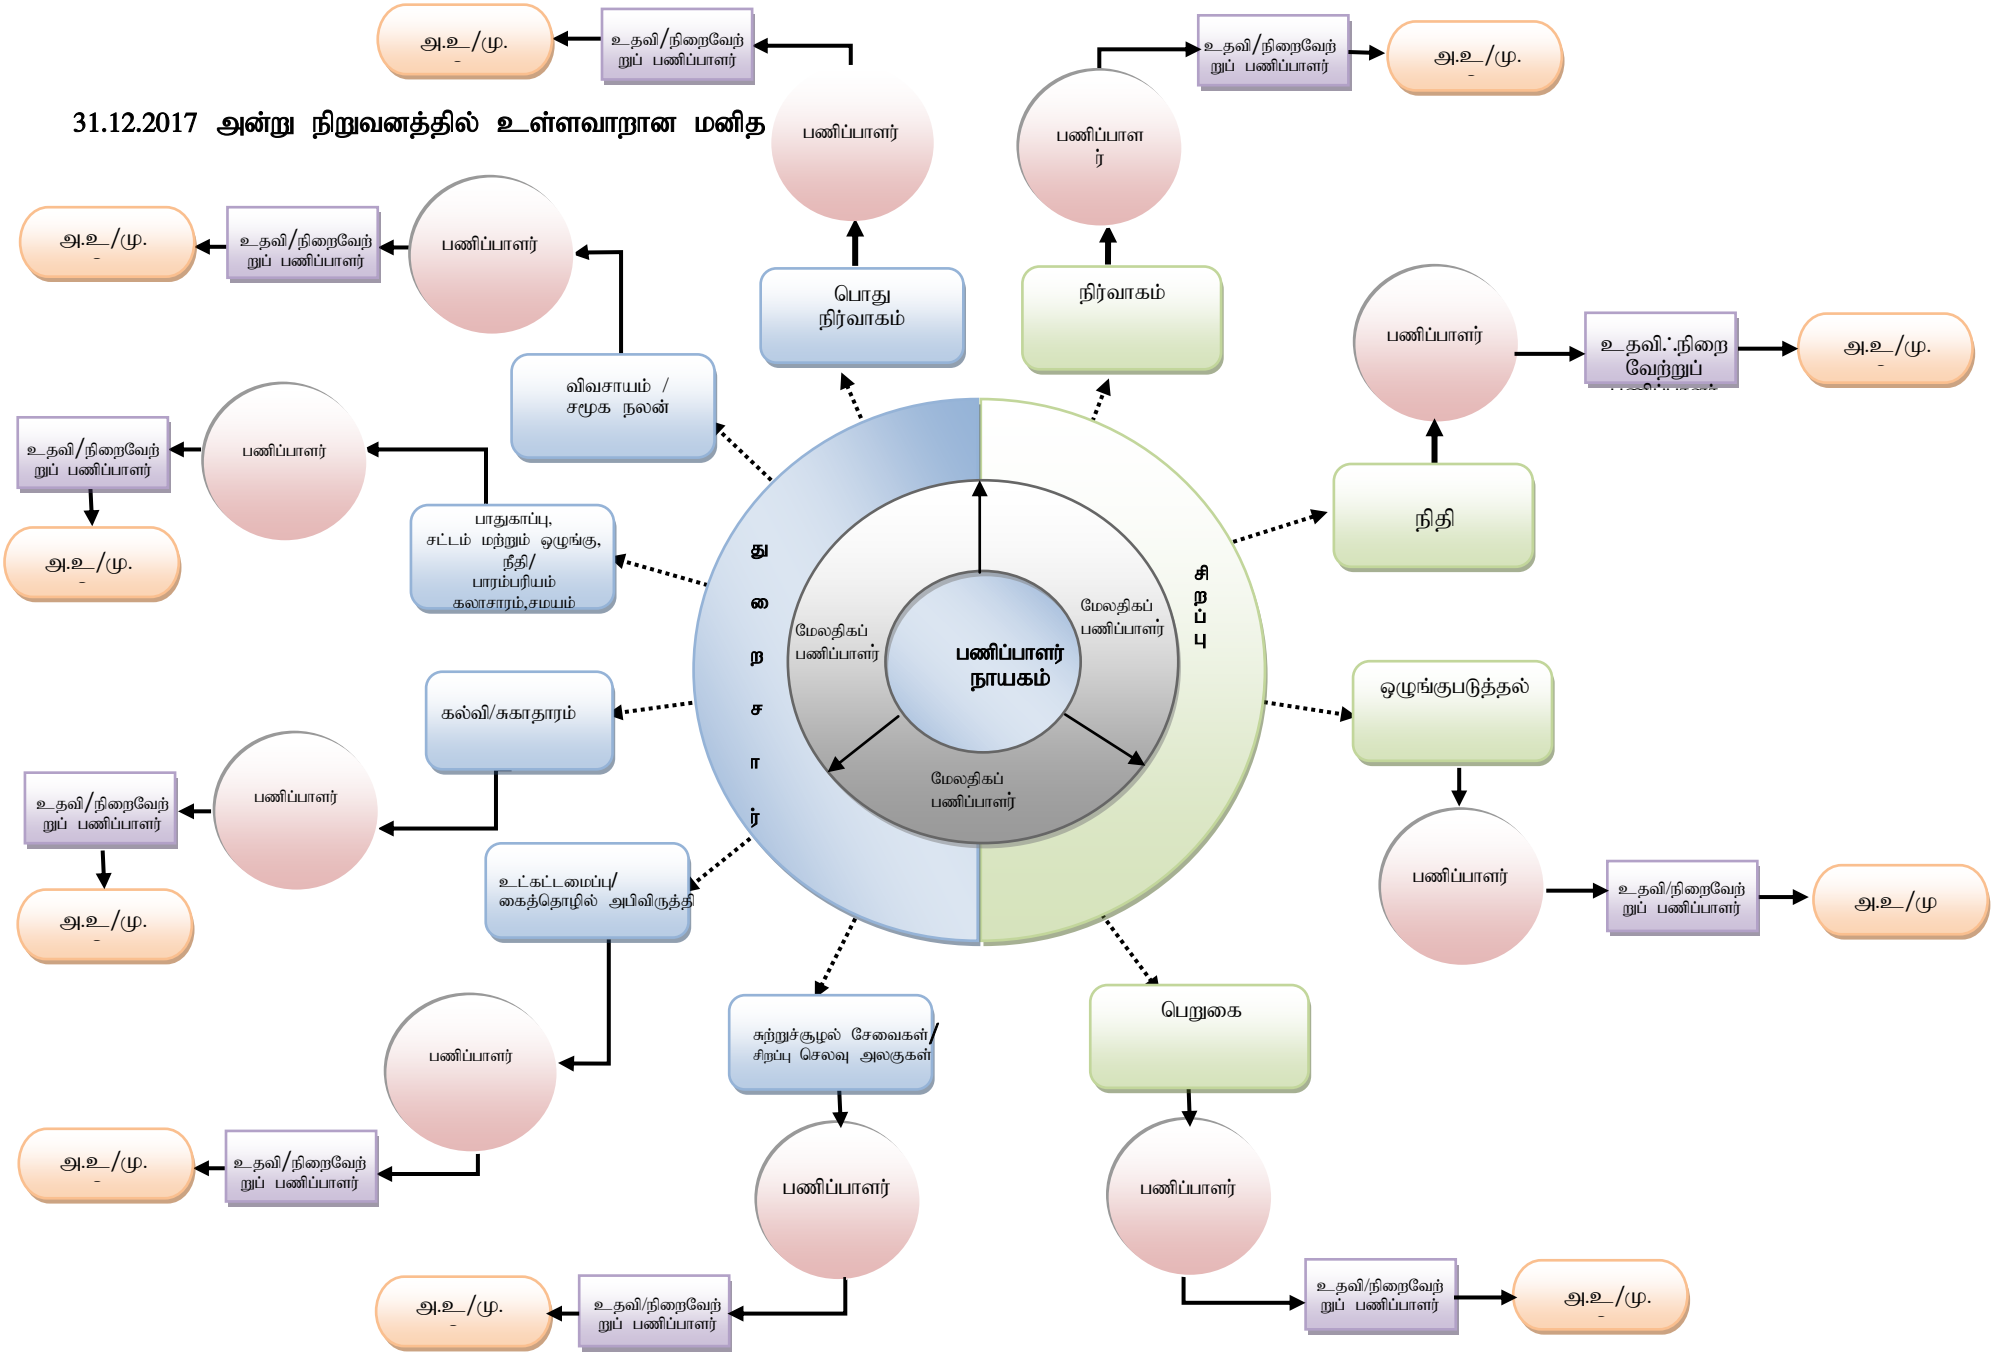 அ.உ/மு.
உதவி/நிறைவேற்
றுப் பணிப்பாளர்
உதவி/நிறைவேற்
றுப் பணிப்பாளர்
அ.உ/மு.
31.12.2017 அன்று நிறுவனத்தில் உள்ளவாறான மனித
பணிப்பாளர்
பணிப்பாள
ர்
அ.உ/மு.
உதவி/நிறைவேற்
றுப் பணிப்பாளர்
பணிப்பாளர்
பொது
நிர்வாகம்
நிர்வாகம்
பணிப்பாளர்
உதவி்.நிறை
வேற்றுப்
அ.உ/மு.
விவசாயம் /
சமூக நலன்
உதவி/நிறைவேற்
றுப் பணிப்பாளர்
பணிப்பாளர்
நிதி
அ.உ/மு.
பாதுகாப்பு,
சட்டம் மற்றும் ஒழுங்கு,
நீதி/
பாரம்பரியம்
கலாசாரம்,சமயம்
துறைசார்
சிறப்பு
மேலதிகப்
பணிப்பாளர்
மேலதிகப்
பணிப்பாளர்
பணிப்பாளர்
நாயகம்
மேலதிகப்
பணிப்பாளர்
கல்வி/சுகாதாரம்
ஒழுங்குபடுத்தல்
உதவி/நிறைவேற்
றுப் பணிப்பாளர்
பணிப்பாளர்
அ.உ/மு.
உட்கட்டமைப்பு/
கைத்தொழில் அபிவிருத்தி
பணிப்பாளர்
உதவி/நிறைவேற்
றுப் பணிப்பாளர்
அ.உ/மு
பணிப்பாளர்
சுற்றுச்சூழல் சேவைகள்/
சிறப்பு செலவு அலகுகள்
பெறுகை
அ.உ/மு.
உதவி/நிறைவேற்
றுப் பணிப்பாளர்
பணிப்பாளர்
பணிப்பாளர்
அ.உ/மு.
உதவி/நிறைவேற்
றுப் பணிப்பாளர்
உதவி/நிறைவேற்
றுப் பணிப்பாளர்
அ.உ/மு.